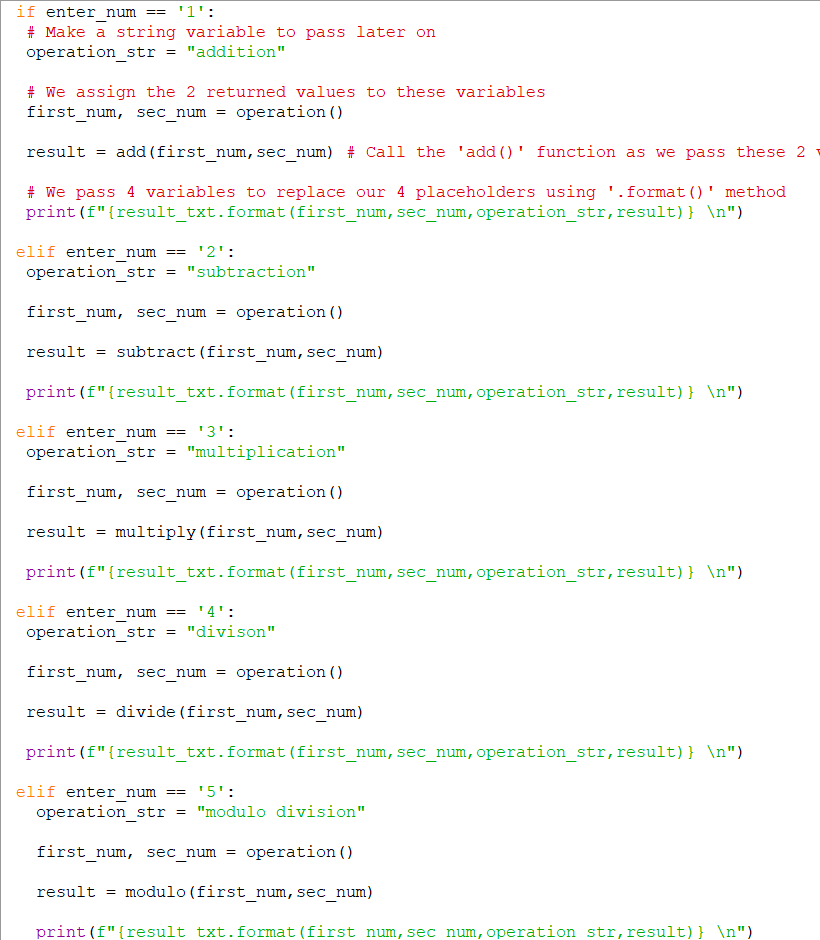 if enter_num == '1':
# Make a string variable to pass later on
operation_str = "addition"
# We assign the 2 returned values to these variables
first_num, sec_num = operation()
result = add(first_num,sec_num) # Call the 'add()' function as we pass these 2
# We pass 4 variables to replace our 4 placeholders using '.format()' method
print(f"{result_txt.format(first_num,sec_num,operation_str,result)} \n")
elif enter_num == '2':
operation_str = "subtraction"
first_num, sec_num = operation()
result = subtract(first_num,sec_num)
print(f"{result_txt.format(first_num,sec_num,operation_str,result)} \n")
elif enter_num == '3':
operation_str = "multiplication"
first_num, sec_num = operation()
result = multiply(first_num,sec_num)
print(f"{result_txt.format(first_num,sec_num,operation_str,result)} \n")
elif enter_num == '4':
operation_str = "divison"
first_num, sec_num = operation()
result = divide(first_num,sec_num)
print(f"{result_txt.format(first_num,sec_num,operation_str,result)} \n")
elif enter_num == '5':
operation_str = "modulo division"
first_num, sec_num = operation()
result = modulo(first_num,sec_num)
print(f"{result_txt.format(first_num,sec_num,operation_str,result)} \n")